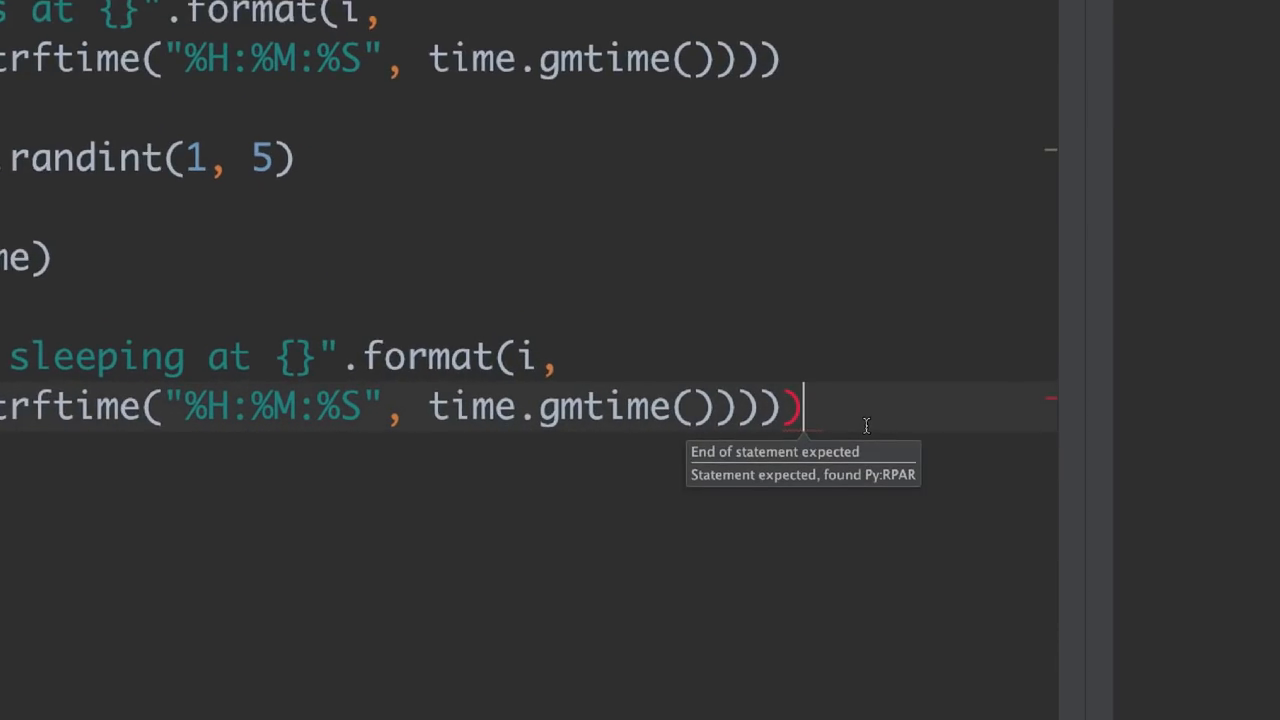 s at {}".format(i,
trftime("%H:%M:%S", time.gmtime())))
.randint(1, 5)
me)
sleeping at {}".format(i,
trftime("%H:%M:%S", time.gmtime()))))
End of statement expected
Statement expected, found Py:RPAR